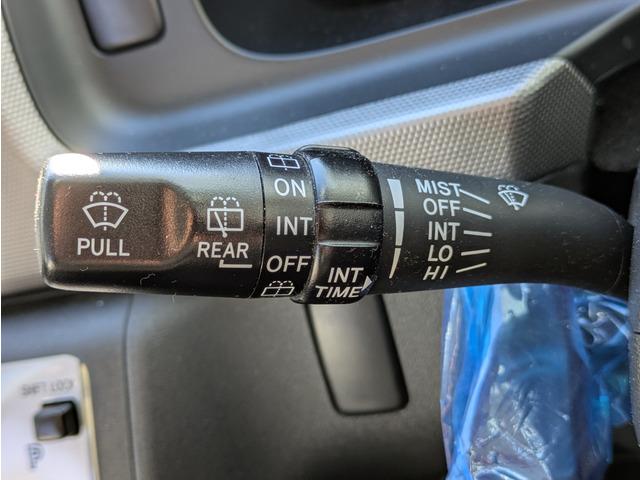 PULL
REAR
ON
INT
OFF
INT
TIME
MIST
OFF
INT
LO
HI